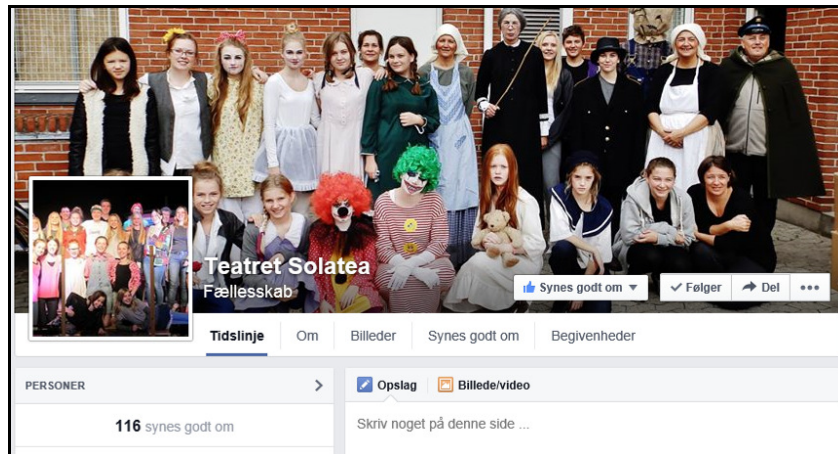 Teatret Solatea
Fællesskab
Synes godt om
Følger
Del
Tidslinje
Om
Billeder
Synes godt om
Begivenheder
PERSONER
116 synes godt om
Opslag
Billede/video
Skriv noget på denne side ...